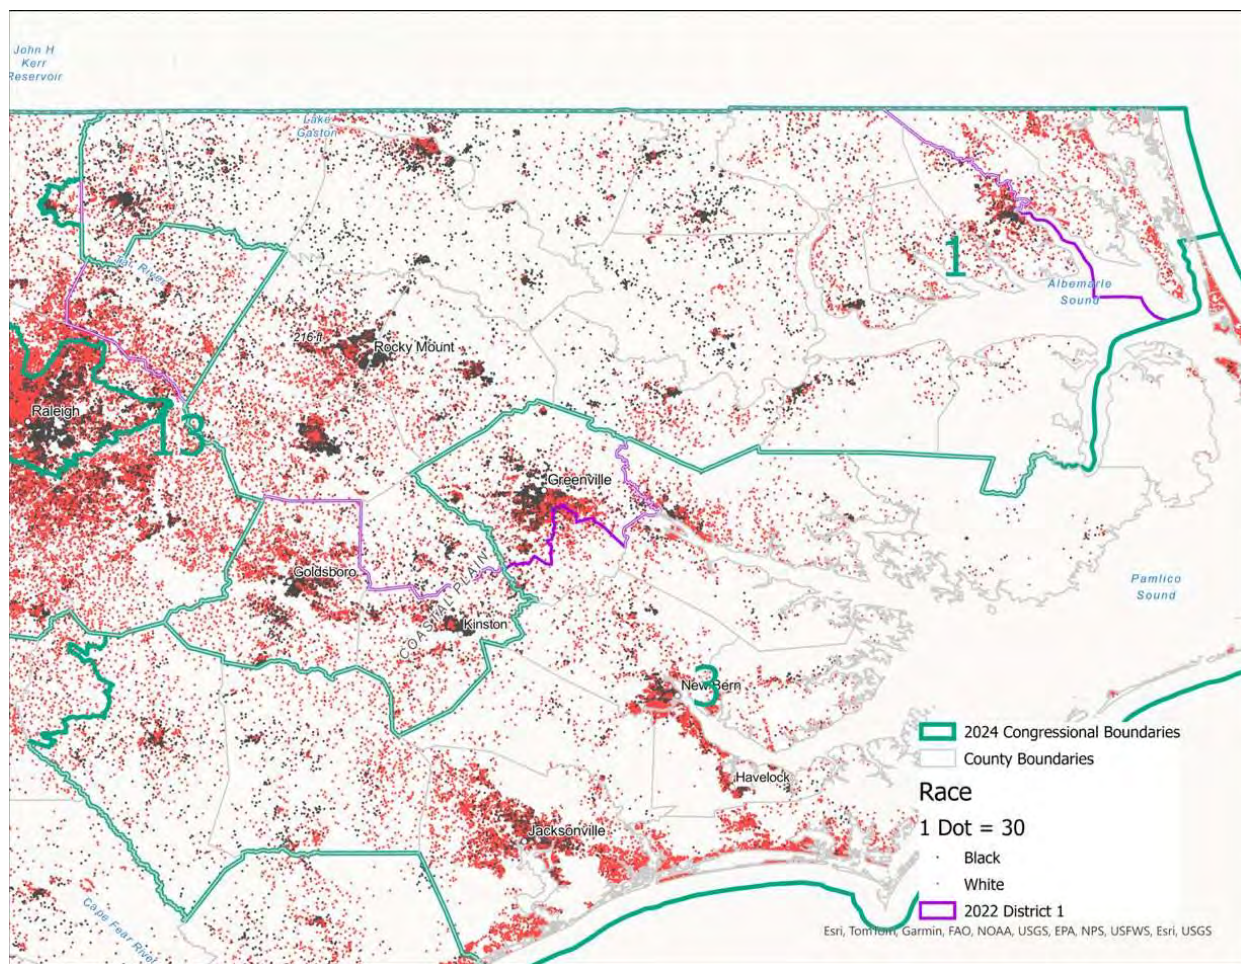 John H
Kerr
Reservoir
Lake
Gaston
Tar River
1
Albemarle
Sound
216 ft
Rocky Mount
Raleigh
13
Greenville
Goldsboro
COASTAL PLAIN
Kinston
Pamlico
Sound
New Bern
3
Havelock
Jacksonville
Cape Fear River
2024 Congressional Boundaries
County Boundaries
Race
1 Dot = 30
Black
White
2022 District 1
Esri, TomTom, Garmin, FAO, NOAA, USGS, EPA, NPS, USFWS, Esri, USGS